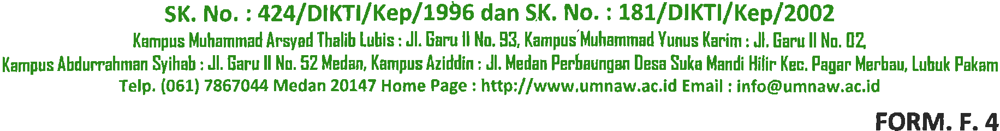 SK. No. : 424/DIKTI/Kep/1996 dan SK. No. : 181/DIKTI/Kep/2002
Kampus Muhammad Arsyad Thalib Lubis : Jl. Garu II No. 93, Kampus Muhammad Yunus Karim : Jl. Garu II No. 02,
Kampus Abdurrahman Syihab : Jl. Garu II No. 52 Medan, Kampus Aziddin : Jl. Medan Perbaungan Desa Suka Mandi Hilir Kec. Pagar Merbau, Lubuk Pakam
Telp. (061) 7867044 Medan 20147 Home Page : http://www.umnaw.ac.id Email : info@umnaw.ac.id
FORM. F. 4